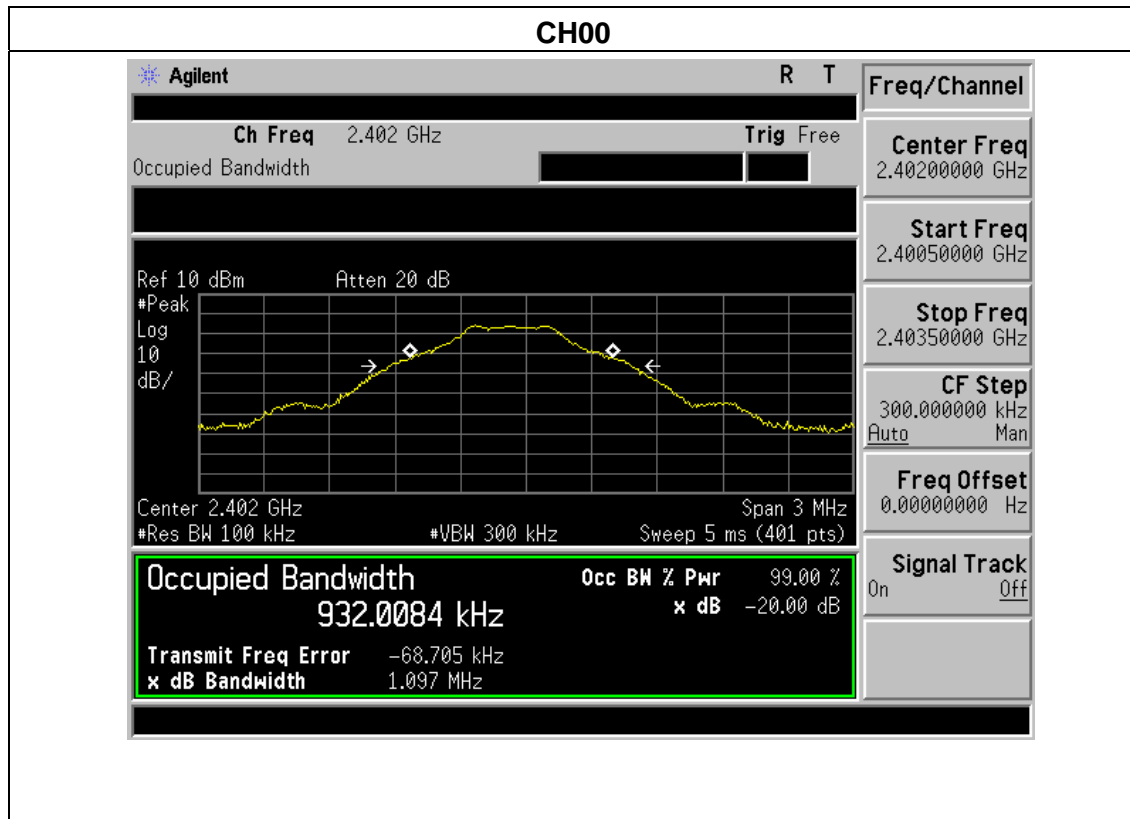 CH00
Agilent R T
Ch Freq 2.402 GHz Trig Free
Occupied Bandwidth
Ref 10 dBm Atten 20 dB
#Peak
Log
10
dB/
Center 2.402 GHz Span 3 MHz
#Res BW 100 kHz #VBW 300 kHz Sweep 5 ms (401 pts)
Occupied Bandwidth
932.0084 kHz
Occ BW % Pwr 99.00 %
x dB -20.00 dB
Transmit Freq Error -68.705 kHz
x dB Bandwidth 1.097 MHz
Freq/Channel
Center Freq
2.40200000 GHz
Start Freq
2.40050000 GHz
Stop Freq
2.40350000 GHz
CF Step
300.000000 kHz
Auto Man
Freq Offset
0.00000000 Hz
Signal Track
On Off